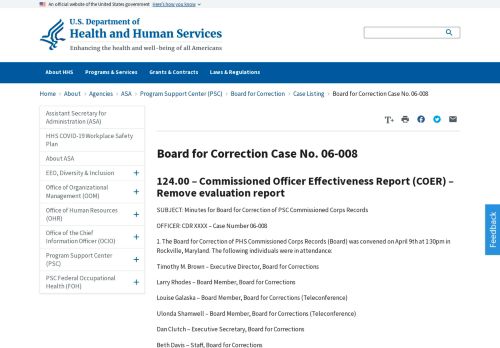 An official website of the United States government Here's how you know
U.S. Department of
Health and Human Services
Enhancing the health and well-being of all Americans
About HHS Programs & Services Grants & Contracts Laws & Regulations
Home > About > Agencies > ASA > Program Support Center (PSC) > Board for Correction > Case Listing > Board for Correction Case No. 06-008
Assistant Secretary for
Administration (ASA)
HHS COVID-19 Workplace Safety
Plan
About ASA
EEO, Diversity & Inclusion
Office of Organizational
Management (OOM)
Office of Human Resources
(OHR)
Office of the Chief
Information Officer (OCIO)
Program Support Center
(PSC)
PSC Federal Occupational
Health (FOH)
T+
Board for Correction Case No. 06-008
124.00 – Commissioned Officer Effectiveness Report (COER) –
Remove evaluation report
SUBJECT: Minutes for Board for Correction of PSC Commissioned Corps Records
OFFICER: CDR XXXX – Case Number 06-008
1. The Board for Correction of PHS Commissioned Corps Records (Board) was convened on April 9th at 1:30pm in
Rockville, Maryland. The following individuals were in attendance:
Timothy M. Brown – Executive Director, Board for Corrections
Larry Rhodes – Board Member, Board for Corrections
Louise Galaska – Board Member, Board for Corrections (Teleconference)
Ulonda Shamwell – Board Member, Board for Corrections (Teleconference)
Dan Clutch – Executive Secretary, Board for Corrections
Beth Davis – Staff, Board for Corrections
Feedback